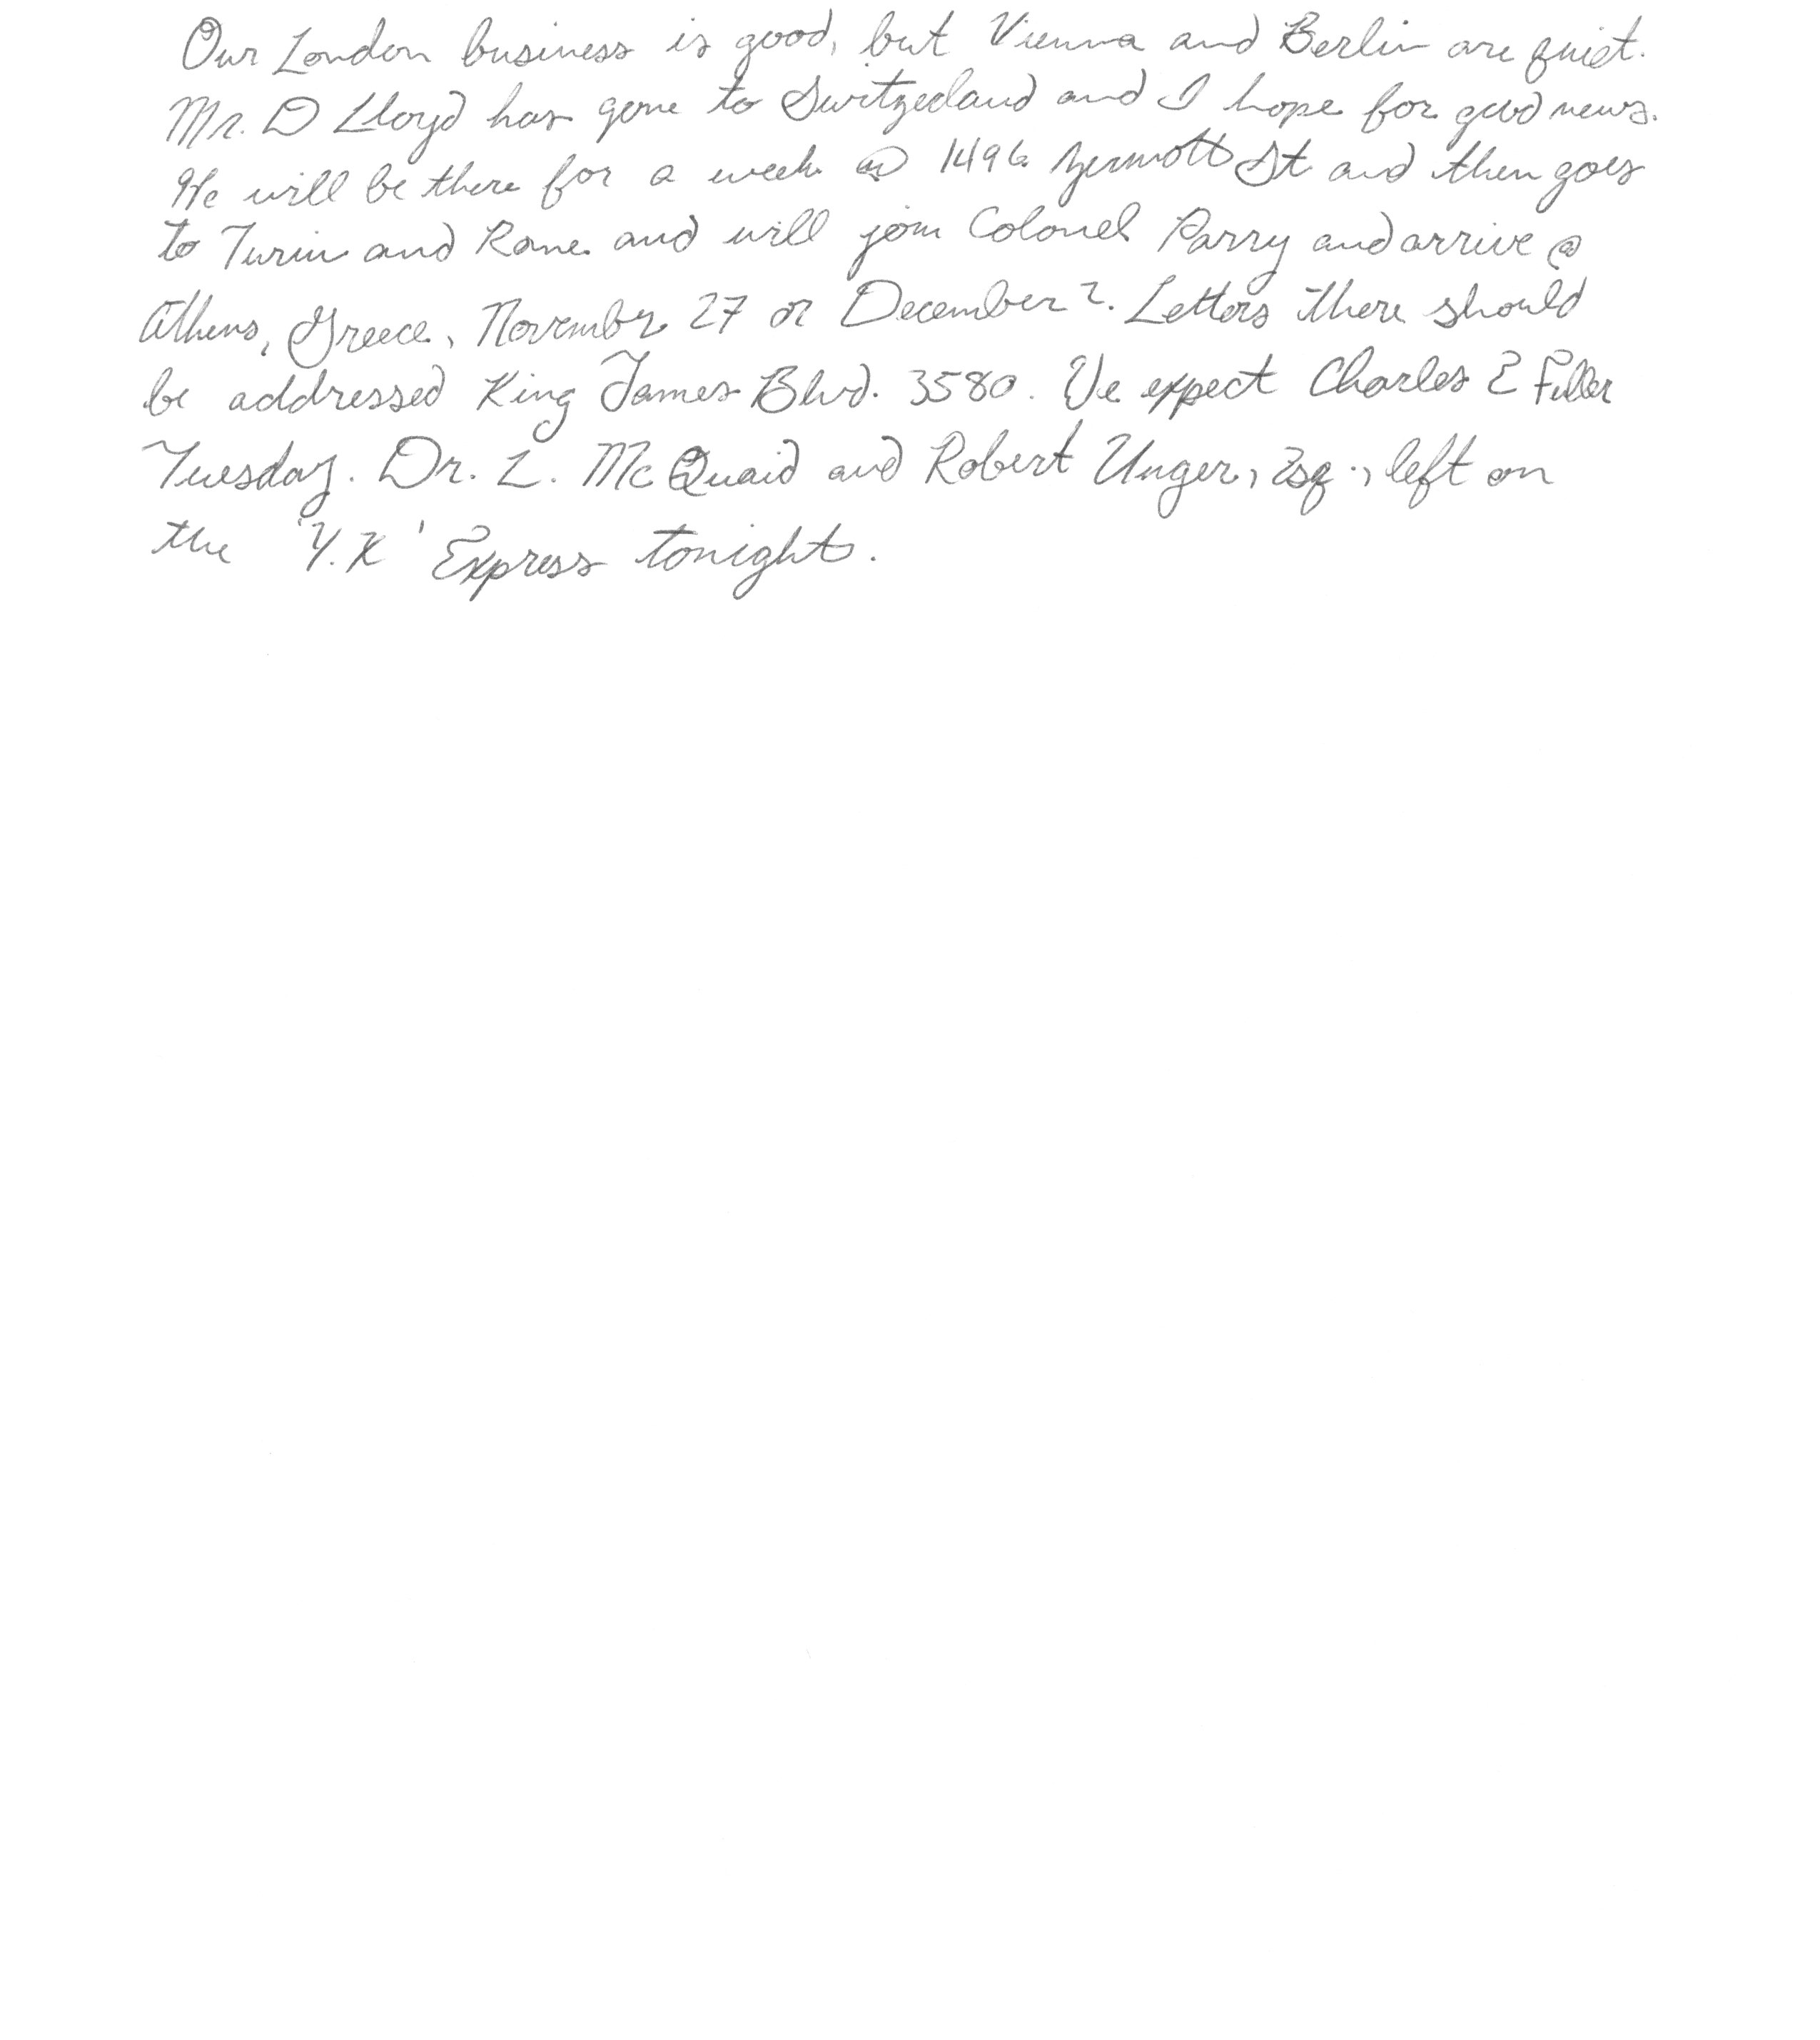 Our London business is good, but Vienna and Berlin are quiet.
Mr. D Lloyd has gone to Switzerland and I hope for good news.
He will be there for a week @ 1496 Zermott St and then goes
to Turin and Rome and will join Colonel Parry and arrive @
Athens, Greece, November 27 or December 2. Letters there should
be addressed King James Blvd. 3580. We expect Charles E Fuller
Tuesday. Dr. L. McQuaid and Robert Unger, Esq., left on
the 'Y.X' Express tonight.